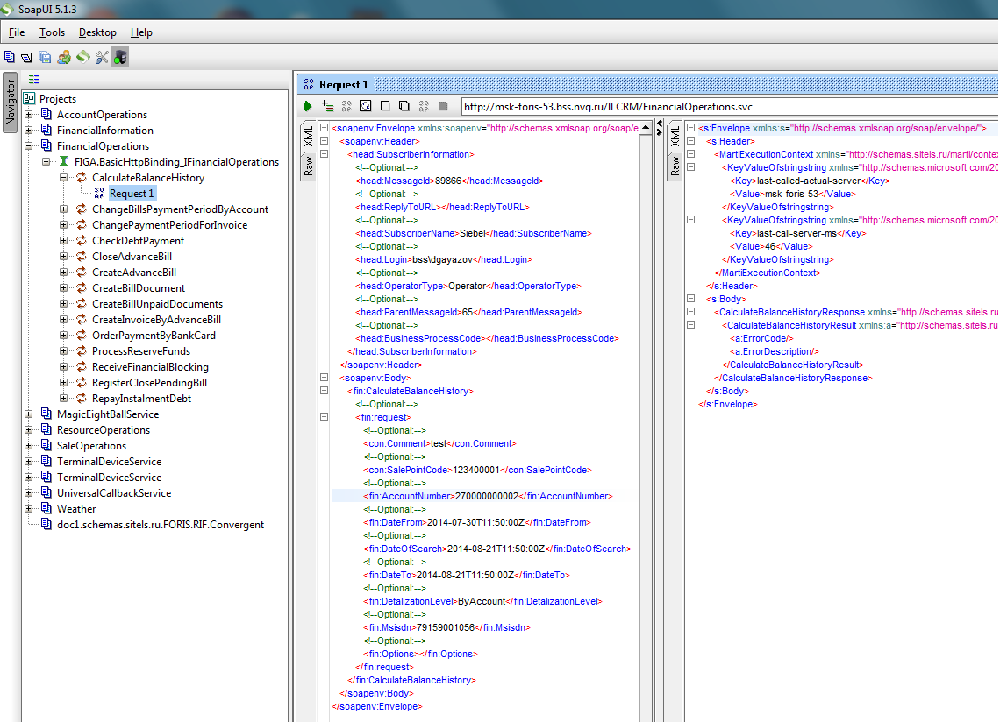 SoapUI 5.1.3
File Tools Desktop Help
Navigator
Projects
AccountOperations
FinancialInformation
FinancialOperations
FIGA.BasicHttpBinding_IFinancialOperations
CalculateBalanceHistory
Request 1
ChangeBillsPaymentPeriodByAccount
ChangePaymentPeriodForInvoice
CheckDebtPayment
CloseAdvanceBill
CreateAdvanceBill
CreateBillDocument
CreateBillUnpaidDocuments
CreateInvoiceByAdvanceBill
OrderPaymentByBankCard
ProcessReserveFunds
ReceiveFinancialBlocking
RegisterClosePendingBill
RepayInstalmentDebt
MagicEightBallService
ResourceOperations
SaleOperations
TerminalDeviceService
TerminalDeviceService
UniversalCallbackService
Weather
doc1.schemas.sitels.ru.FORIS.RIF.Convergent
Request 1
http://msk-foris-53.bss.nvq.ru/ILCRM/FinancialOperations.svc
XML
Raw
<soapenv:Envelope xmlns:soapenv="http://schemas.xmlsoap.org/soap/e
<soapenv:Header>
<head:SubscriberInformation>
<!--Optional:-->
<head:MessageId>89866</head:MessageId>
<!--Optional:-->
<head:ReplyToURL></head:ReplyToURL>
<!--Optional:-->
<head:SubscriberName>Siebel</head:SubscriberName>
<!--Optional:-->
<head:Login>bss\dgayazov</head:Login>
<!--Optional:-->
<head:OperatorType>Operator</head:OperatorType>
<!--Optional:-->
<head:ParentMessageId>65</head:ParentMessageId>
<!--Optional:-->
<head:BusinessProcessCode></head:BusinessProcessCode>
</head:SubscriberInformation>
</soapenv:Header>
<soapenv:Body>
<fin:CalculateBalanceHistory>
<!--Optional:-->
<fin:request>
<!--Optional:-->
<con:Comment>test</con:Comment>
<!--Optional:-->
<con:SalePointCode>123400001</con:SalePointCode>
<!--Optional:-->
<fin:AccountNumber>270000000002</fin:AccountNumber>
<!--Optional:-->
<fin:DateFrom>2014-07-30T11:50:00Z</fin:DateFrom>
<!--Optional:-->
<fin:DateOfSearch>2014-08-21T11:50:00Z</fin:DateOfSearch>
<!--Optional:-->
<fin:DateTo>2014-08-21T11:50:00Z</fin:DateTo>
<!--Optional:-->
<fin:DetalizationLevel>ByAccount</fin:DetalizationLevel>
<!--Optional:-->
<fin:Msisdn>79159001056</fin:Msisdn>
<!--Optional:-->
<fin:Options></fin:Options>
</fin:request>
</fin:CalculateBalanceHistory>
</soapenv:Body>
</soapenv:Envelope>
XML
Raw
<s:Envelope xmlns:s="http://schemas.xmlsoap.org/soap/envelope/">
<s:Header>
<MartiExecutionContext xmlns="http://schemas.sitels.ru/marti/contex
<KeyValueOfstringstring xmlns="http://schemas.microsoft.com/20
<Key>last-called-actual-server</Key>
<Value>msk-foris-53</Value>
</KeyValueOfstringstring>
<KeyValueOfstringstring xmlns="http://schemas.microsoft.com/20
<Key>last-call-server-ms</Key>
<Value>46</Value>
</KeyValueOfstringstring>
</MartiExecutionContext>
</s:Header>
<s:Body>
<CalculateBalanceHistoryResponse xmlns="http://schemas.sitels.ru
<CalculateBalanceHistoryResult xmlns:a="http://schemas.sitels.ru
<a:ErrorCode/>
<a:ErrorDescription/>
</CalculateBalanceHistoryResult>
</CalculateBalanceHistoryResponse>
</s:Body>
</s:Envelope>